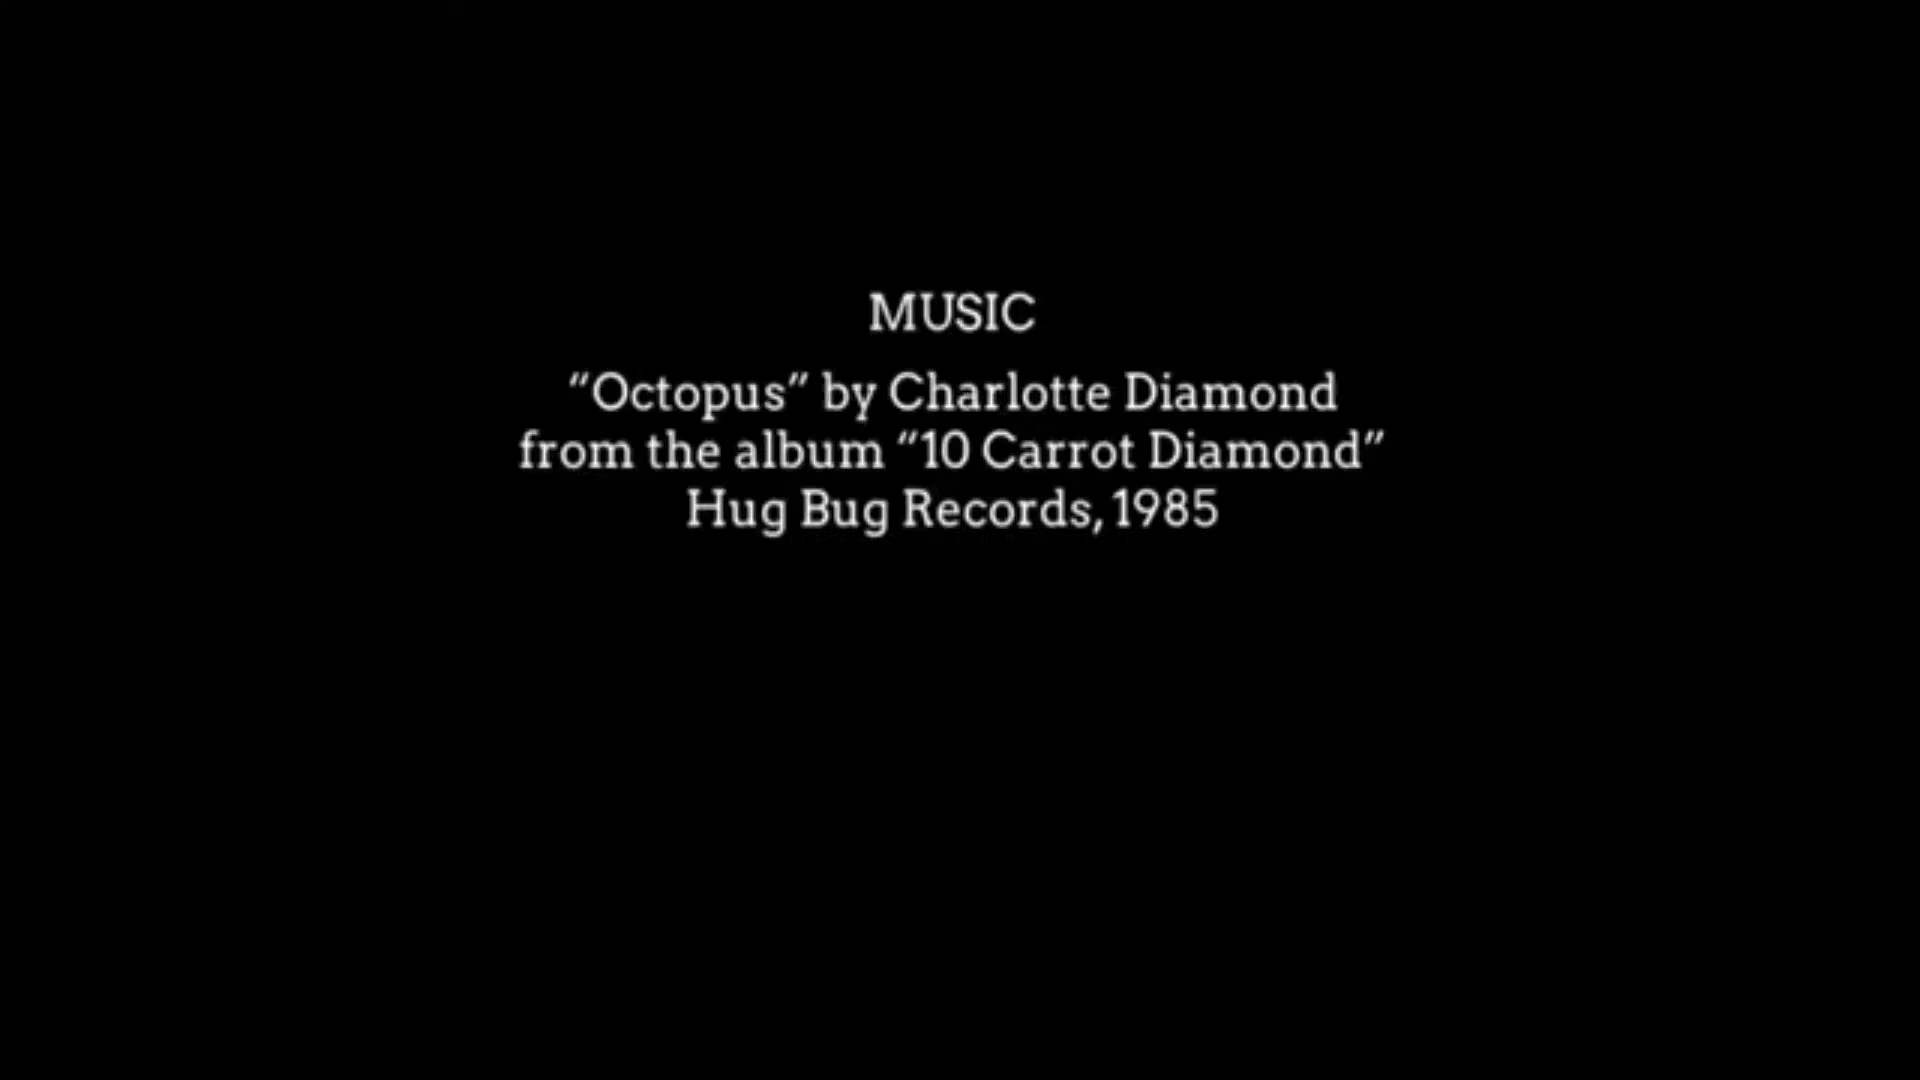 MUSIC
“Octopus” by Charlotte Diamond
from the album “10 Carrot Diamond”
Hug Bug Records, 1985